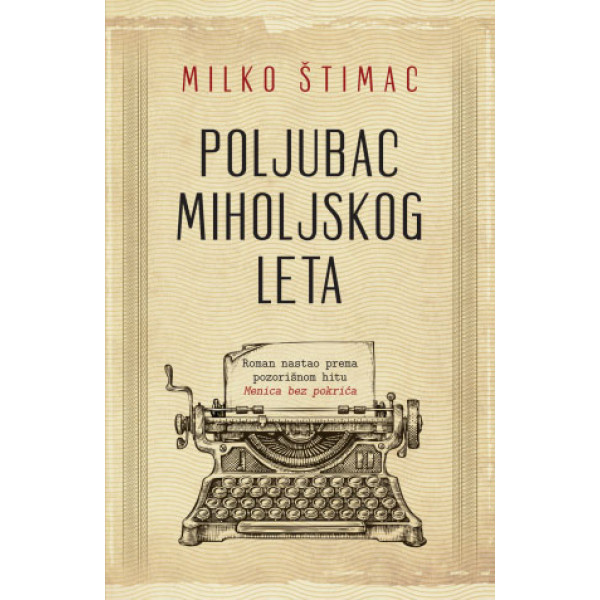 MILKO ŠTIMAC
POLJUBAC
MIHOLJSKOG
LETA
Roman nastao prema
pozorišnom hitu
Menica bez pokrića